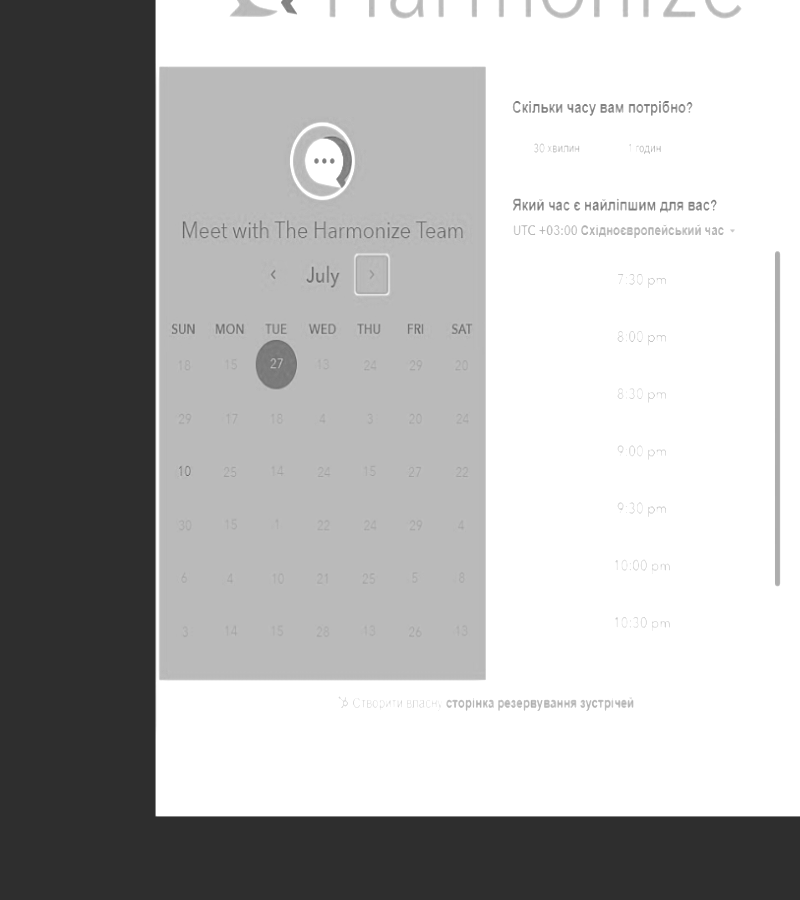 Harmonize
Meet with The Harmonize Team
‹ July ›
SUN MON TUE WED THU FRI SAT
18 15 27 13 24 29 20
29 17 18 4 3 20 24
10 25 14 24 15 27 22
30 15 1 22 24 29 4
6 4 10 21 25 5 8
3 14 15 28 13 26 13
Скільки часу вам потрібно?
30 хвилин 1 годин
Який час є найліпшим для вас?
UTC +03:00 Східноєвропейський час
7:30 pm
8:00 pm
8:30 pm
9:00 pm
9:30 pm
10:00 pm
10:30 pm
Створити власн. сторінка резервування зустрічей